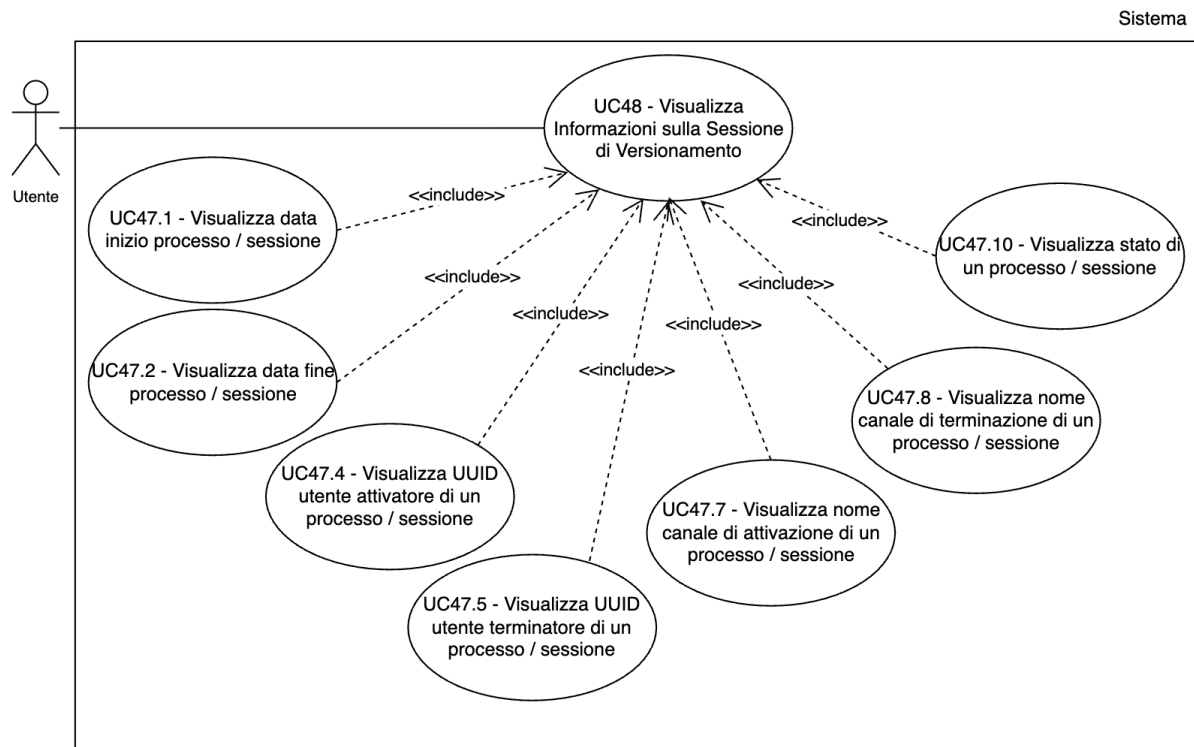 Sistema
UC48 - Visualizza
Informazioni sulla Sessione
di Versionamento
Utente
<<include>>
UC47.1 - Visualizza data
inizio processo / sessione
<<include>>
UC47.10 - Visualizza stato di
un processo / sessione
<<include>>
<<include>>
<<include>>
<<include>>
<<include>>
UC47.2 - Visualizza data fine
processo / sessione
UC47.8 - Visualizza nome
canale di terminazione di un
processo / sessione
UC47.4 - Visualizza UUID
utente attivatore di un
processo / sessione
UC47.7 - Visualizza nome
canale di attivazione di un
processo / sessione
UC47.5 - Visualizza UUID
utente terminatore di un
processo / sessione